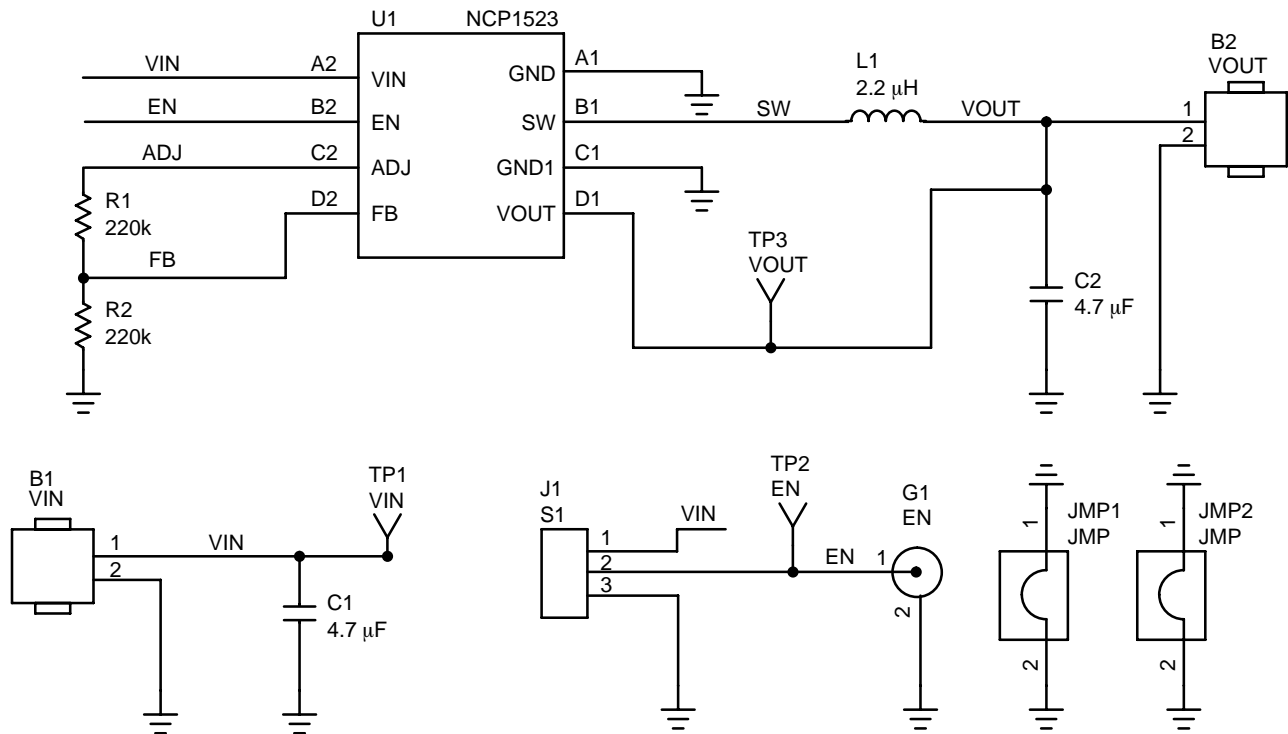 U1 NCP1523
VIN A2 VIN GND A1
EN B2 EN SW B1 SW
ADJ C2 ADJ GND1 C1
D2 FB VOUT D1
R1
220k
FB
R2
220k
L1
2.2 μH
VOUT
B2
VOUT
1
2
TP3
VOUT
C2
4.7 μF
B1
VIN
1
2
VIN
TP1
VIN
C1
4.7 μF
J1
S1
1
2
3
VIN
TP2
EN
EN
G1
EN
1
2
JMP1
JMP
1
2
JMP2
JMP
1
2